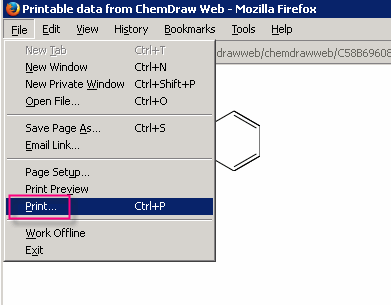 Printable data from ChemDraw Web - Mozilla Firefox
File Edit View History Bookmarks Tools Help
New Tab Ctrl+T
drawweb/chemdrawweb/C58B69608
New Window Ctrl+N
New Private Window Ctrl+Shift+P
Open File... Ctrl+O
Save Page As... Ctrl+S
Email Link...
Page Setup...
Print Preview
Print... Ctrl+P
Work Offline
Exit